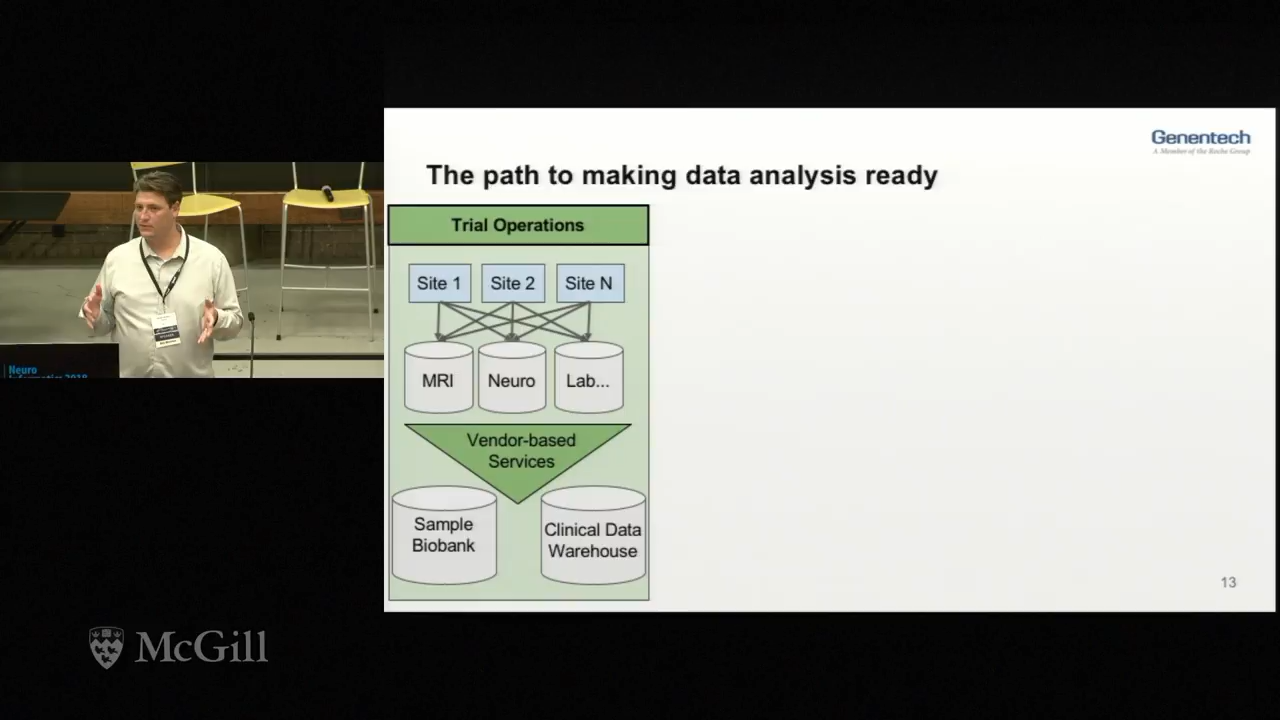 Genentech
A Member of the Roche Group
The path to making data analysis ready
Trial Operations
Site 1
Site 2
Site N
MRI
Neuro
Lab...
Vendor-based
Services
Sample
Biobank
Clinical Data
Warehouse
13
Neuro
McGill